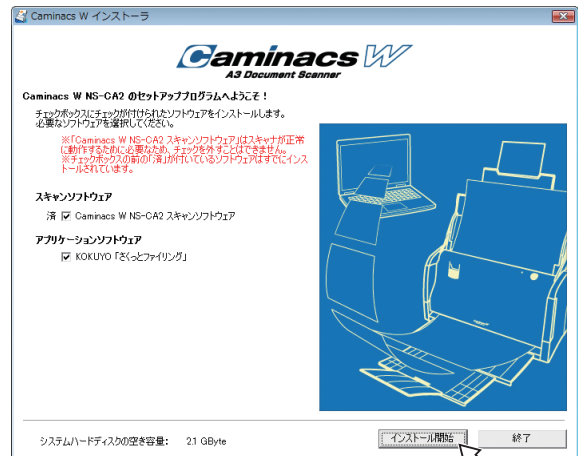 Caminacs W インストーラ
Caminacs W
A3 Document Scanner
Caminacs W NS-CA2 のセットアッププログラムへようこそ！
チェックボックスにチェックが付けられたソフトウェアをインストールします。
必要なソフトウェアを選択してください。
※「Caminacs W NS-CA2 スキャンソフトウェア」はスキャナが正常
に動作するために必要なため、チェックを外すことはできません。
※チェックボックスの前の「済」が付いているソフトウェアはすでにインス
トールされています。
スキャンソフトウェア
済 Caminacs W NS-CA2 スキャンソフトウェア
アプリケーションソフトウェア
KOKUYO 「さくっとファイリング」
システムハードディスクの空き容量： 21 GByte
インストール開始
終了